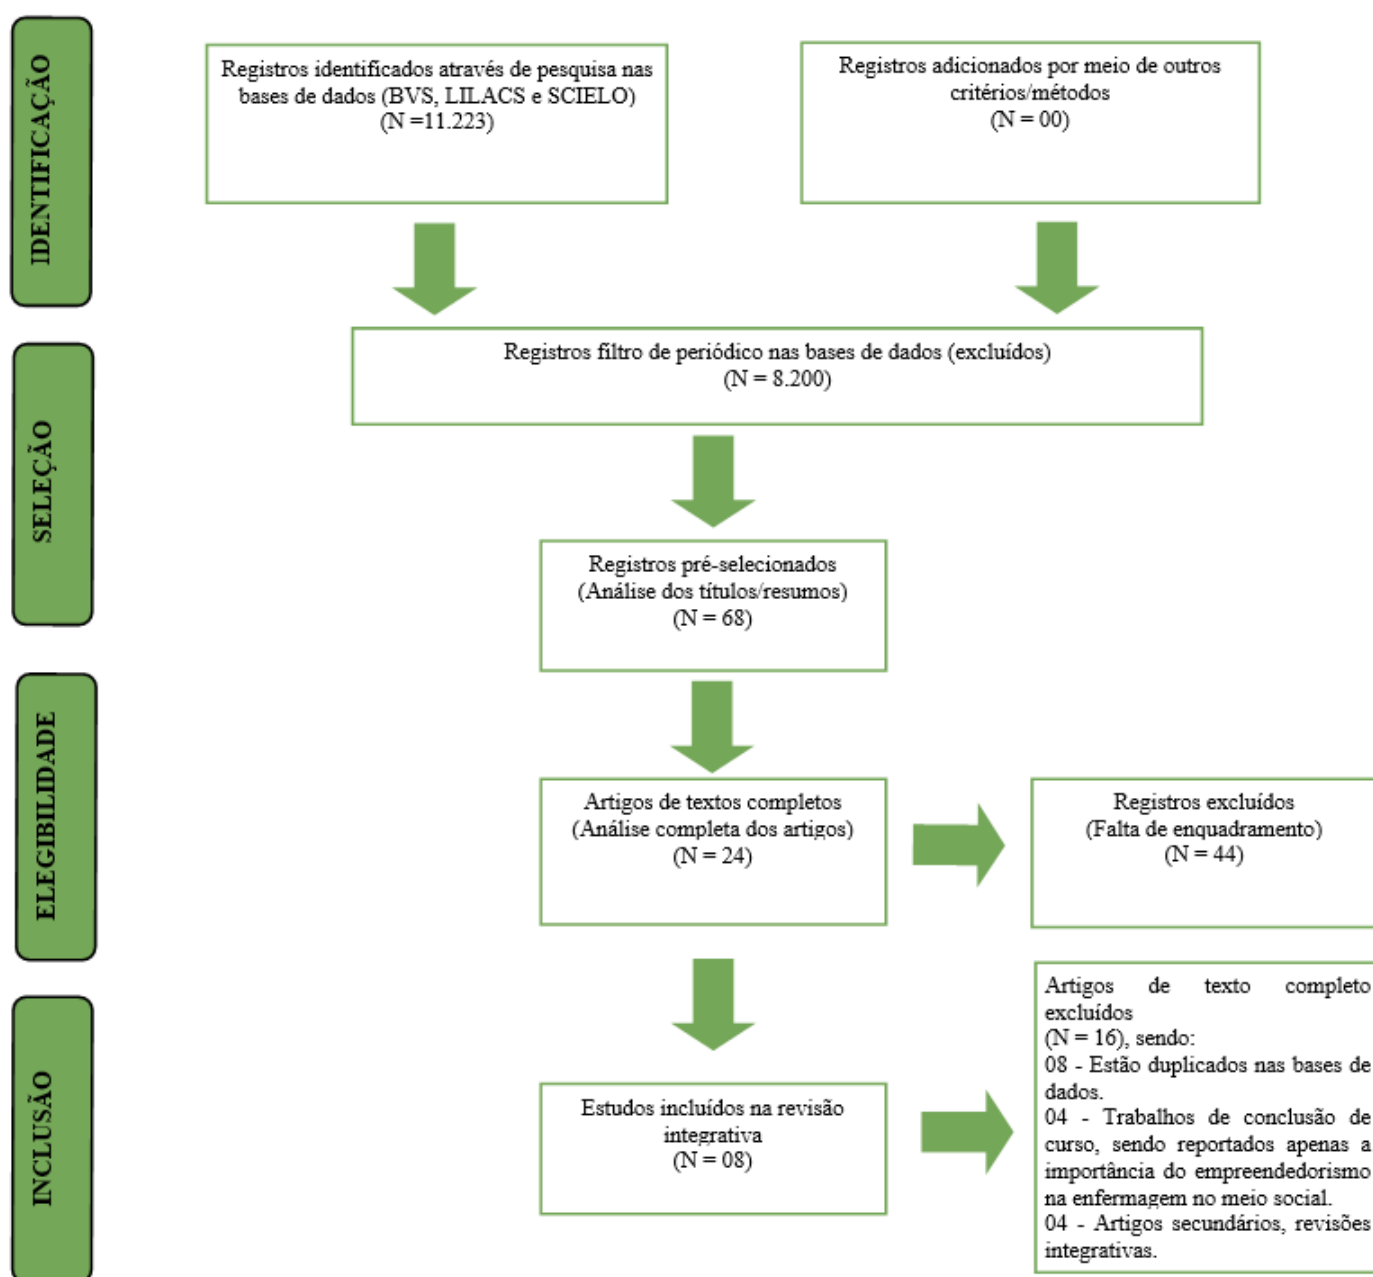 IDENTIFICAÇÃO
Registros identificados através de pesquisa nas
bases de dados (BVS, LILACS e SCIELO)
(N =11.223)
Registros adicionados por meio de outros
critérios/métodos
(N = 00)
SELEÇÃO
Registros filtro de periódico nas bases de dados (excluídos)
(N = 8.200)
Registros pré-selecionados
(Análise dos títulos/resumos)
(N = 68)
ELEGIBILIDADE
Artigos de textos completos
(Análise completa dos artigos)
(N = 24)
Registros excluídos
(Falta de enquadramento)
(N = 44)
INCLUSÃO
Estudos incluídos na revisão
integrativa
(N = 08)
Artigos de texto completo
excluídos
(N = 16), sendo:
08 - Estão duplicados nas bases de
dados.
04 - Trabalhos de conclusão de
curso, sendo reportados apenas a
importância do empreendedorismo
na enfermagem no meio social.
04 - Artigos secundários, revisões
integrativas.